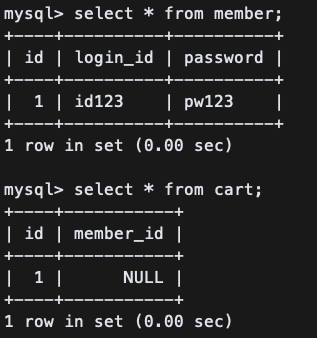 mysql> select * from member;
+----+----------+----------+
| id | login_id | password |
+----+----------+----------+
|  1 | id123    | pw123    |
+----+----------+----------+
1 row in set (0.00 sec)

mysql> select * from cart;
+----+-----------+
| id | member_id |
+----+-----------+
|  1 |      NULL |
+----+-----------+
1 row in set (0.00 sec)